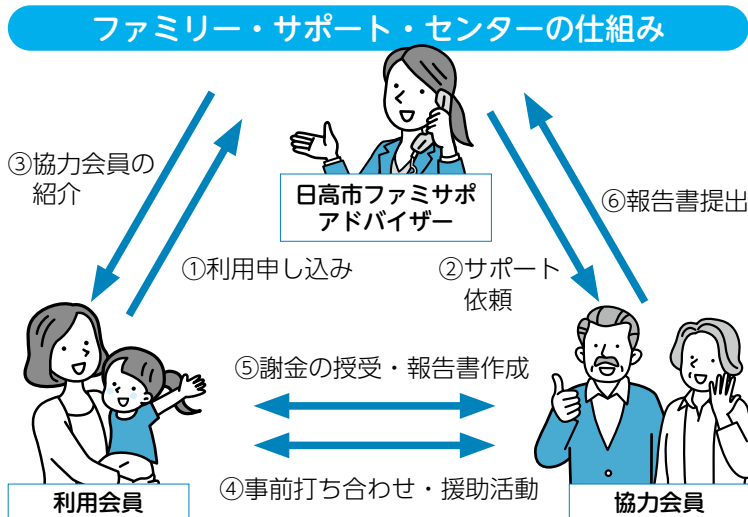 ファミリー・サポート・センターの仕組み
③協力会員の
紹介
日高市ファミサポ
アドバイザー
⑥報告書提出
①利用申し込み
②サポート
依頼
⑤謝金の授受・報告書作成
④事前打ち合わせ・援助活動
利用会員
協力会員